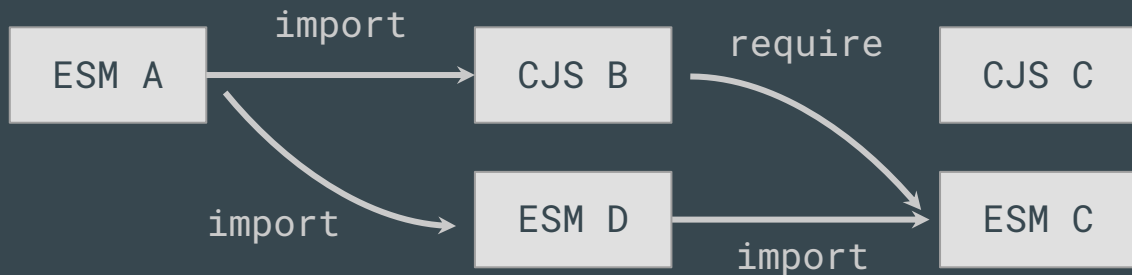 import
require
ESM A
CJS B
CJS C
import
ESM D
ESM C
import